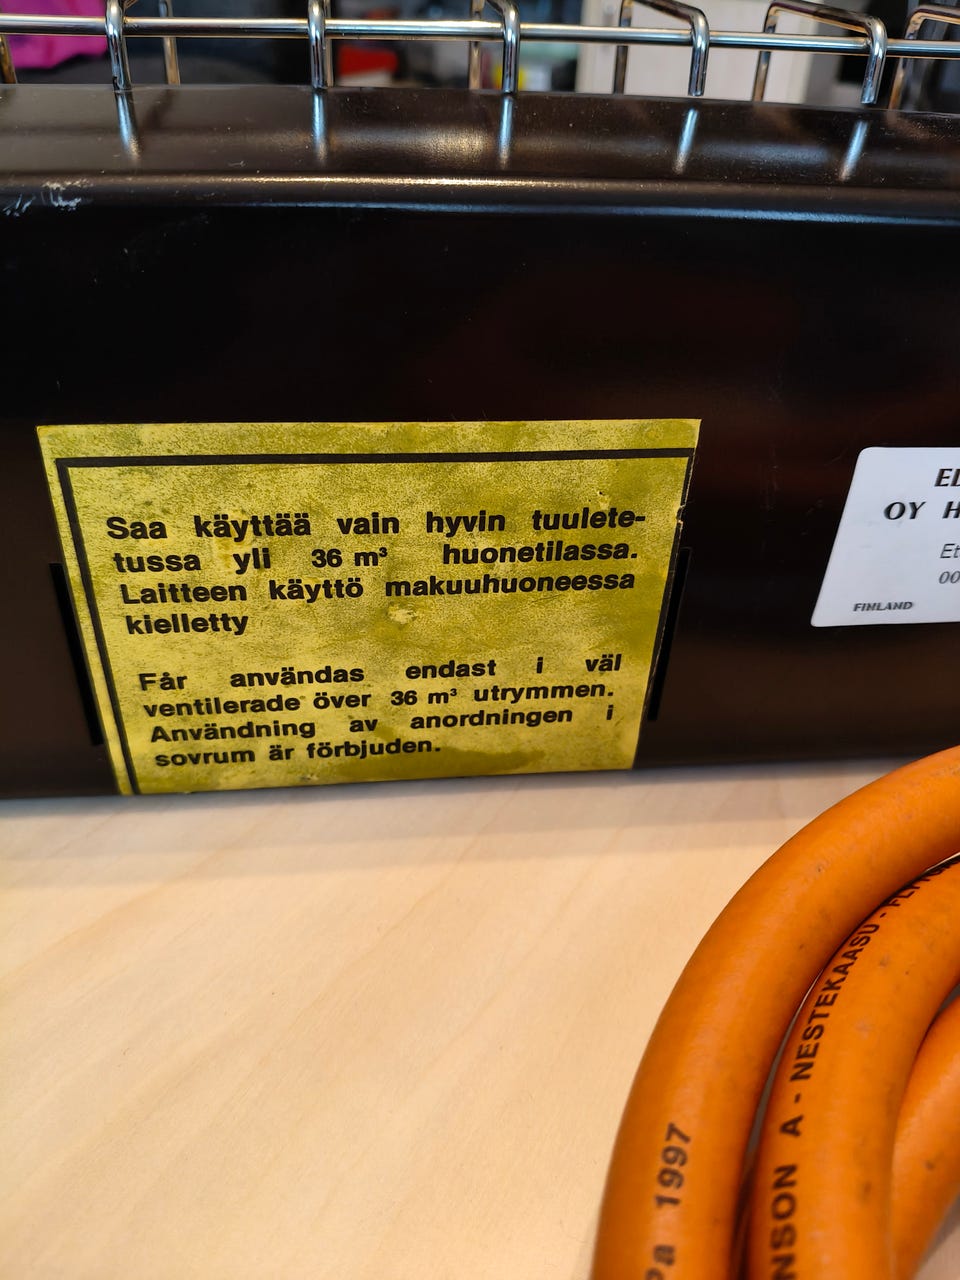 Saa käyttää vain hyvin tuulete-
tussa yli 36 m³ huonetilassa.
Laitteen käyttö makuuhuoneessa
kielletty
Får användas endast i väl
ventilerade över 36 m³ utrymmen.
Användning av anordningen i
sovrum är förbjuden.
OY
FINLAND
A - NESTEKAASU -
1997